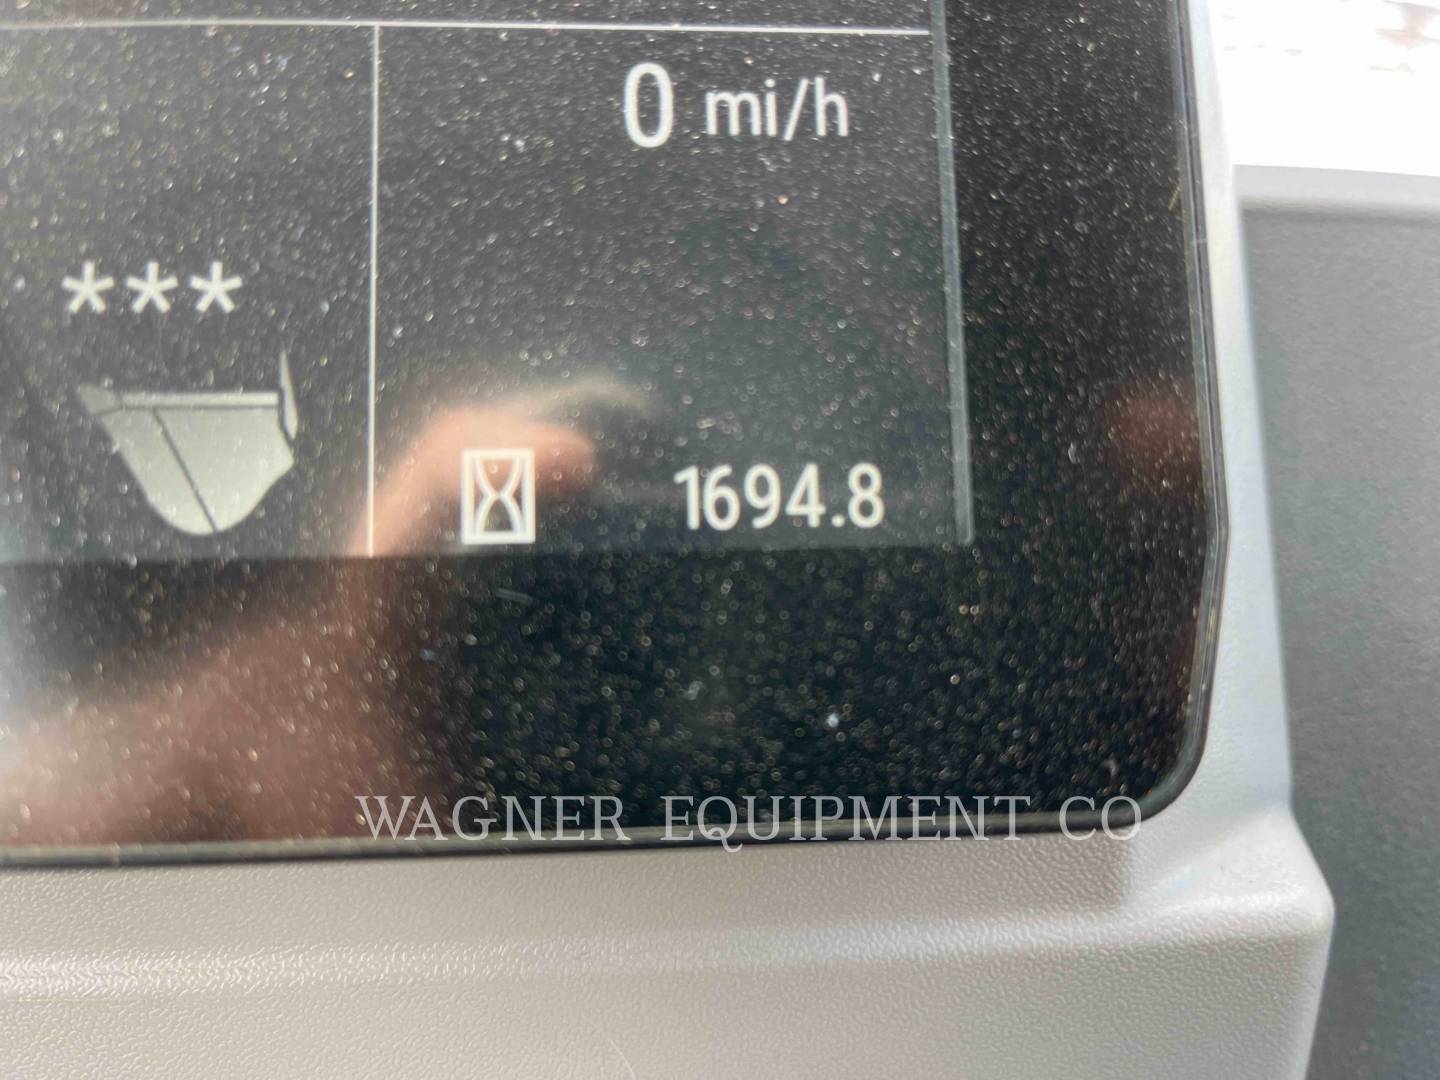 0 mi/h
***
1694.8
WAGNER EQUIPMENT CO